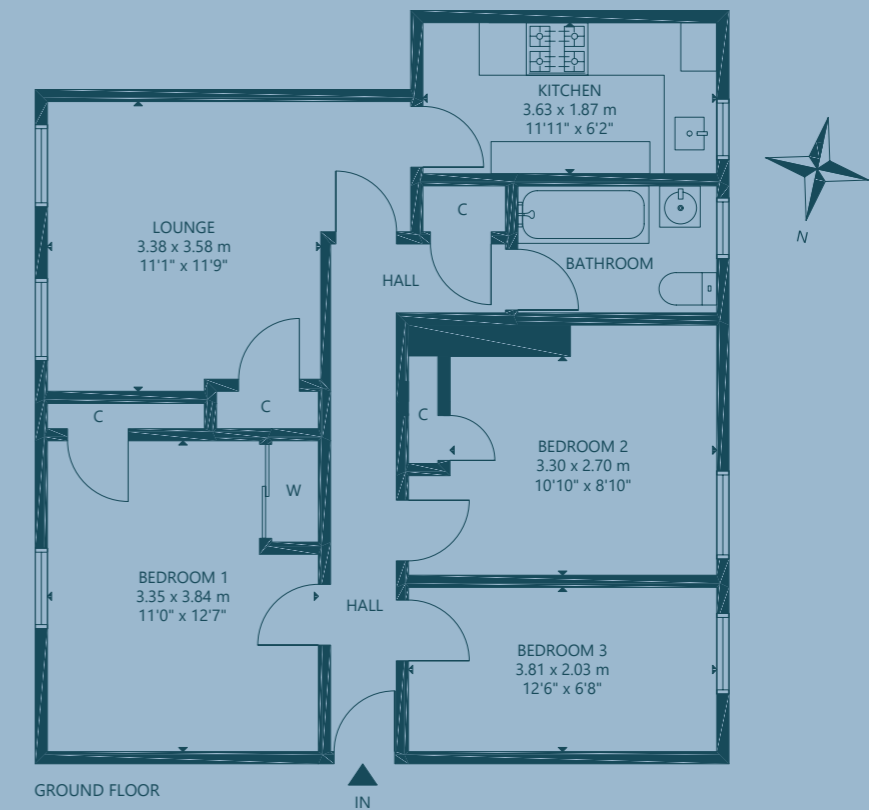 KITCHEN
3.63 x 1.87 m
11'11" x 6'2"
LOUNGE
3.38 x 3.58 m
11'1" x 11'9"
C
BATHROOM
HALL
N
C
C
C
BEDROOM 2
3.30 x 2.70 m
10'10" x 8'10"
W
BEDROOM 1
3.35 x 3.84 m
11'0" x 12'7"
HALL
BEDROOM 3
3.81 x 2.03 m
12'6" x 6'8"
GROUND FLOOR
IN